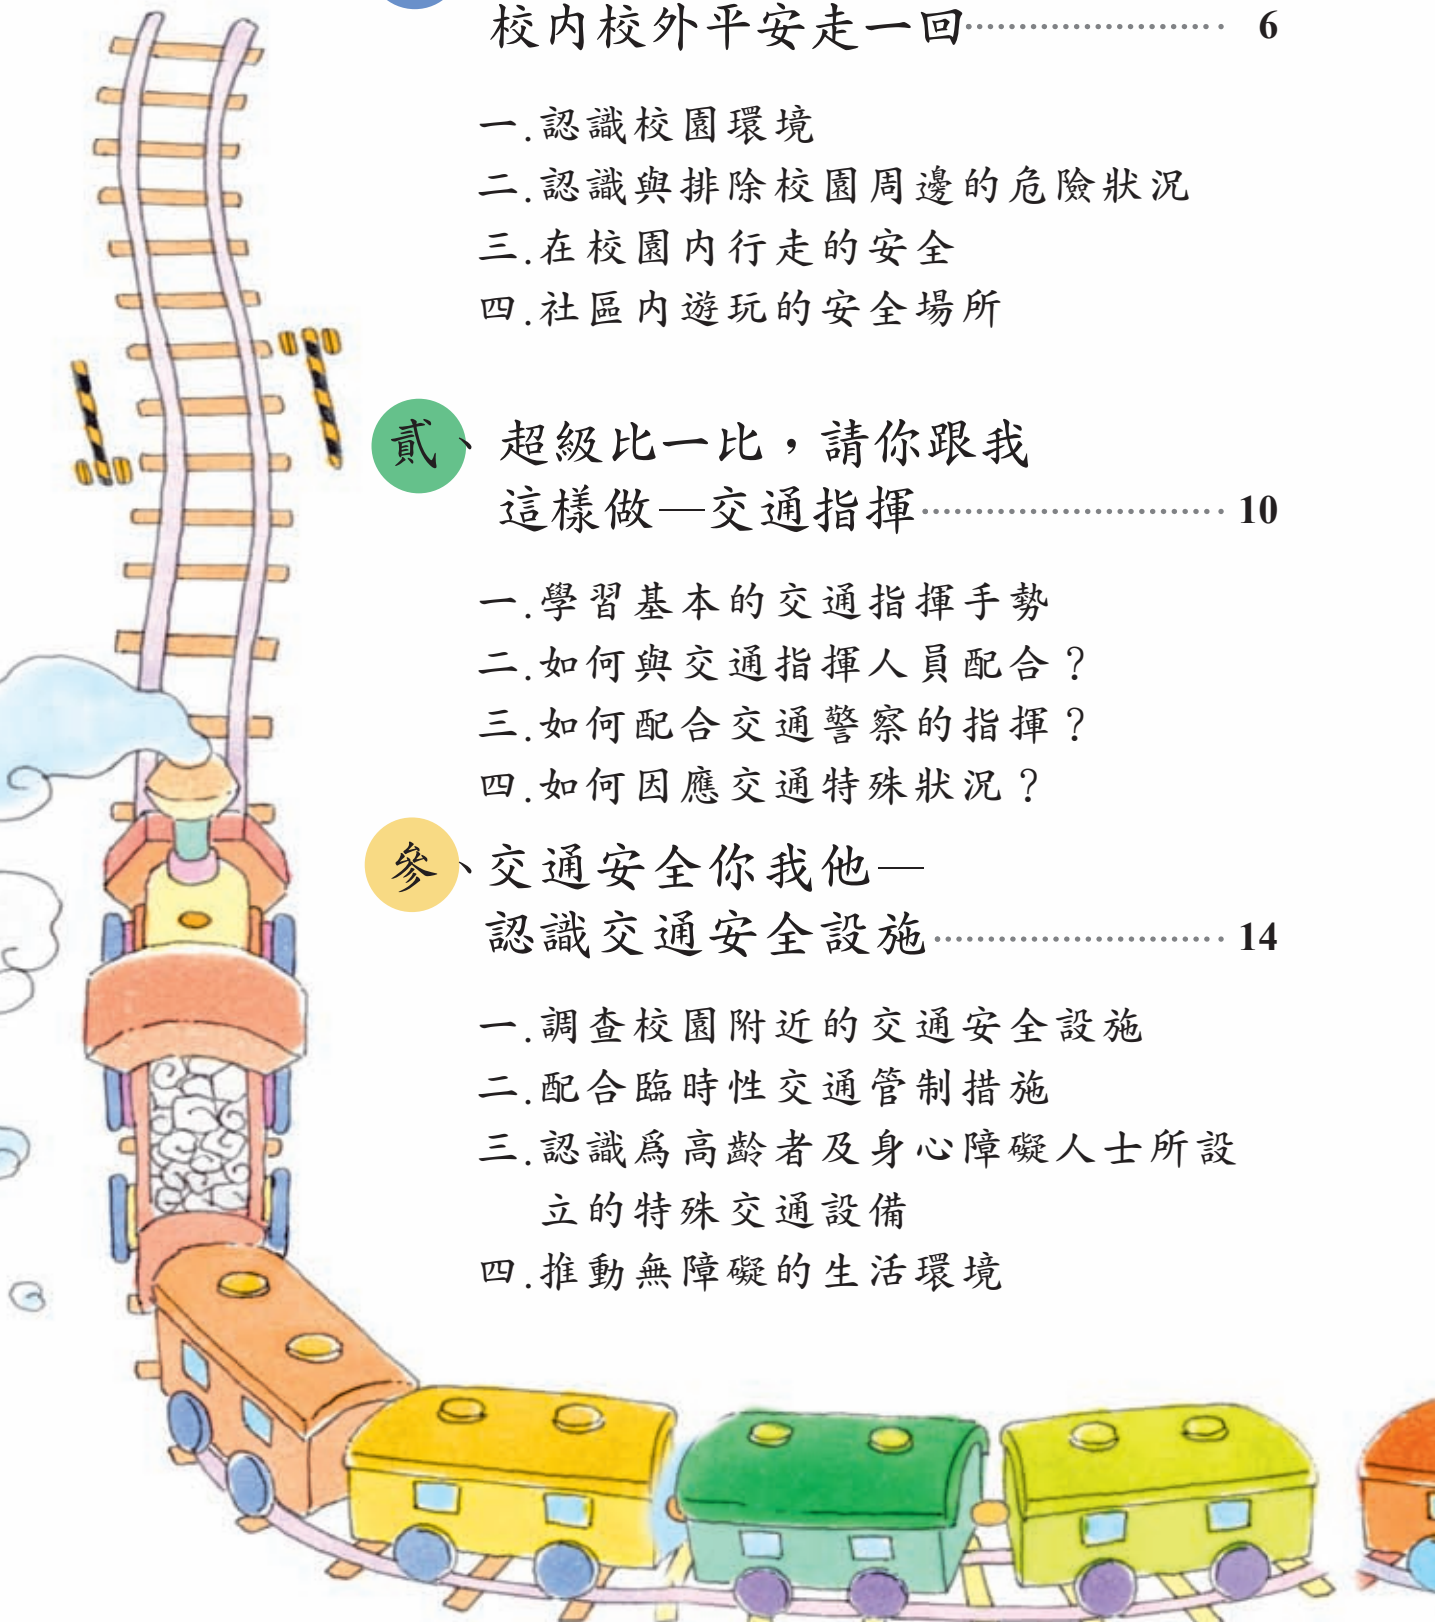 校內校外平安走一回………………………… 6
一.認識校園環境
二.認識與排除校園周邊的危險狀況
三.在校園內行走的安全
四.社區內遊玩的安全場所
貳、超級比一比，請你跟我
這樣做—交通指揮………………………… 10
一.學習基本的交通指揮手勢
二.如何與交通指揮人員配合？
三.如何配合交通警察的指揮？
四.如何因應交通特殊狀況？
參、交通安全你我他—
認識交通安全設施………………………… 14
一.調查校園附近的交通安全設施
二.配合臨時性交通管制措施
三.認識為高齡者及身心障礙人士所設
立的特殊交通設備
四.推動無障礙的生活環境